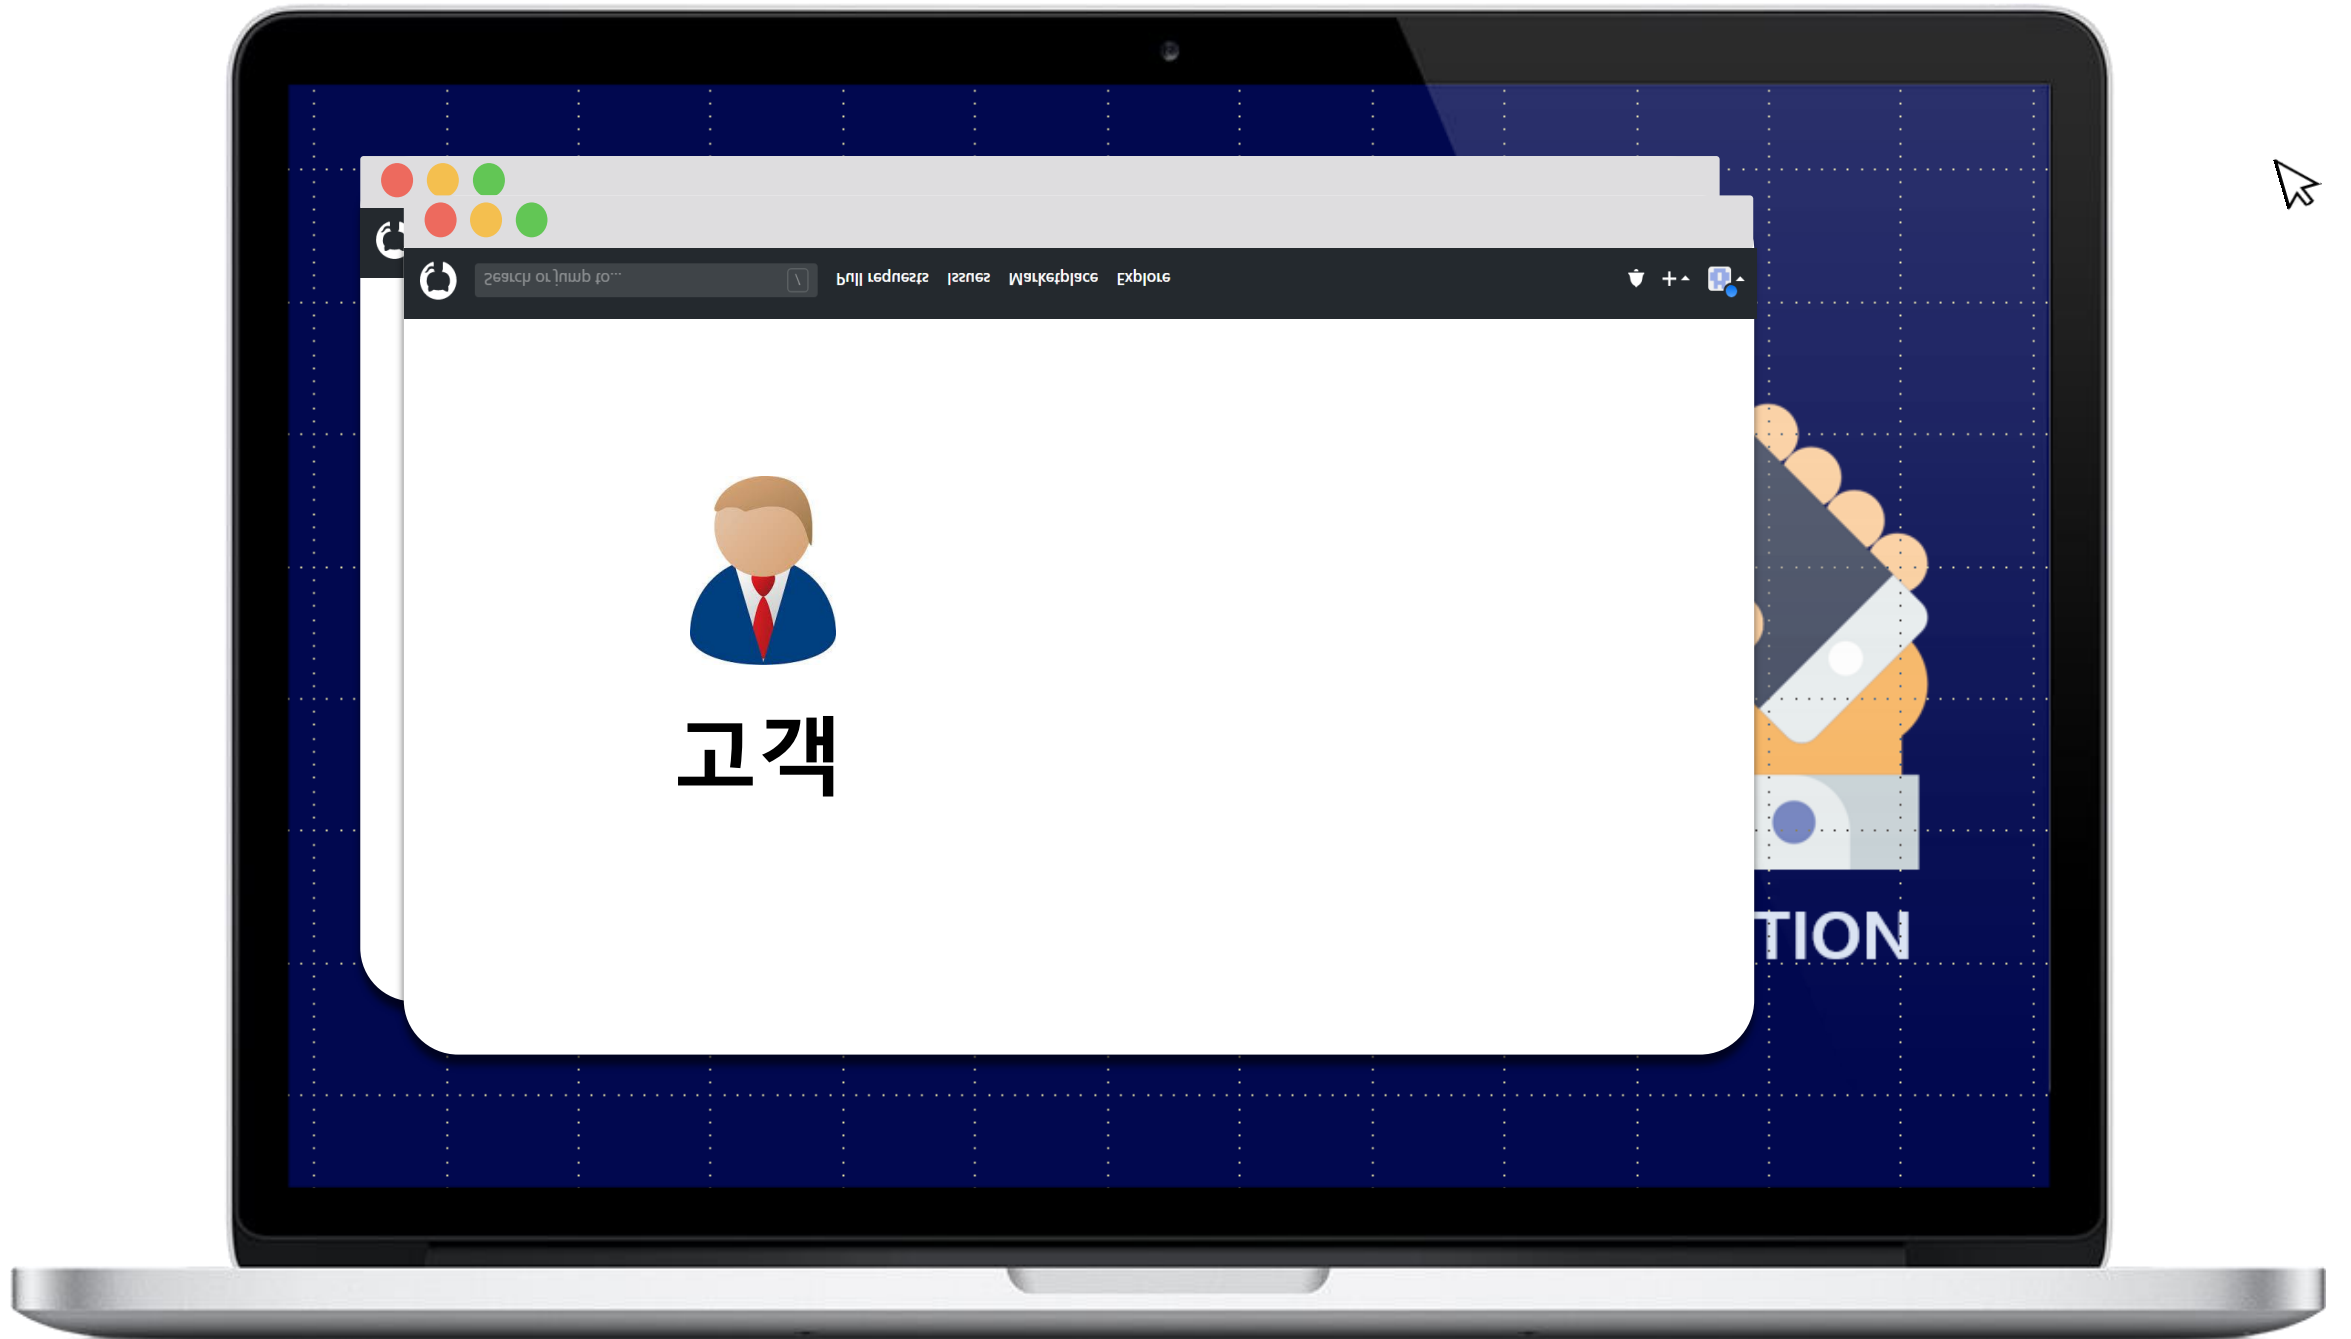 Search or jump to...
/
Pull requests Issues Marketplace Explore
고객
TION